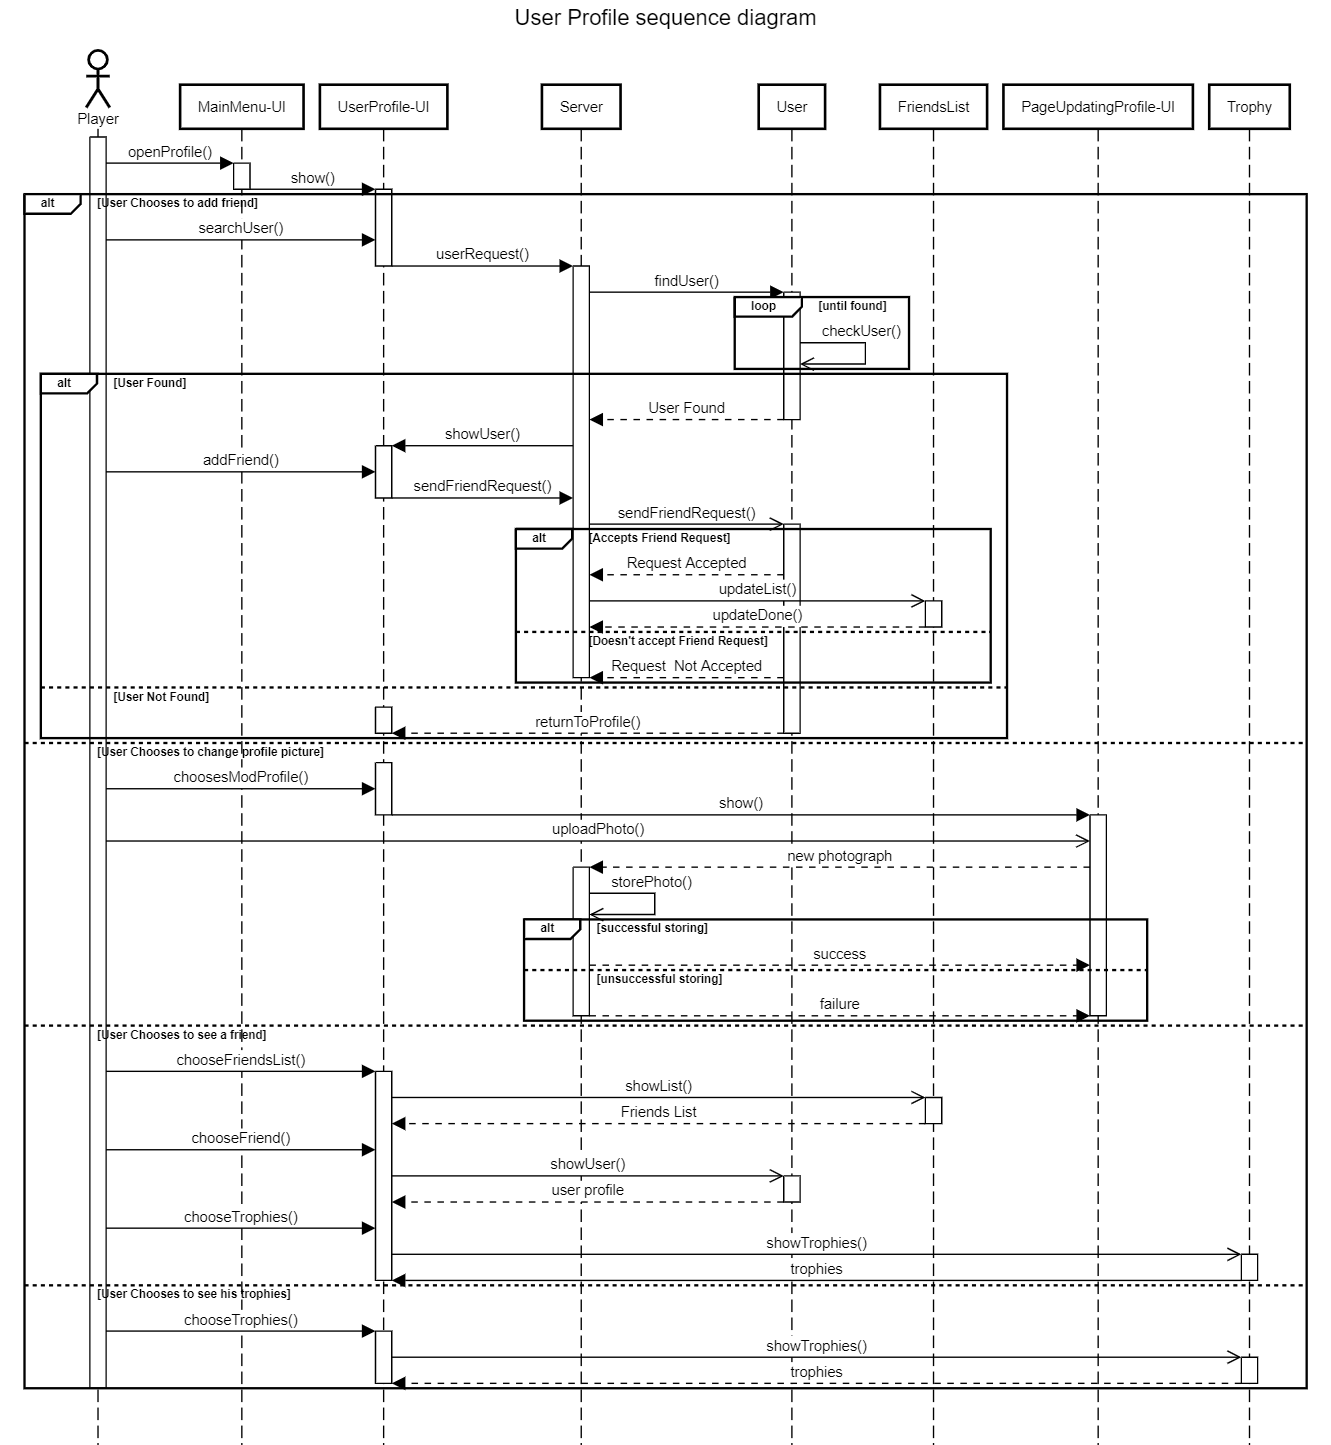 User Profile sequence diagram
Player
MainMenu-UI
UserProfile-UI
Server
User
FriendsList
PageUpdatingProfile-UI
Trophy
openProfile()
show()
alt
[User Chooses to add friend]
searchUser()
userRequest()
findUser()
loop
[until found]
checkUser()
alt
[User Found]
User Found
showUser()
addFriend()
sendFriendRequest()
sendFriendRequest()
alt
[Accepts Friend Request]
Request Accepted
updateList()
updateDone()
[Doesn't accept Friend Request]
Request  Not Accepted
[User Not Found]
returnToProfile()
[User Chooses to change profile picture]
choosesModProfile()
show()
uploadPhoto()
new photograph
storePhoto()
alt
[successful storing]
success
[unsuccessful storing]
failure
[User Chooses to see a friend]
chooseFriendsList()
showList()
Friends List
chooseFriend()
showUser()
user profile
chooseTrophies()
showTrophies()
trophies
[User Chooses to see his trophies]
chooseTrophies()
showTrophies()
trophies